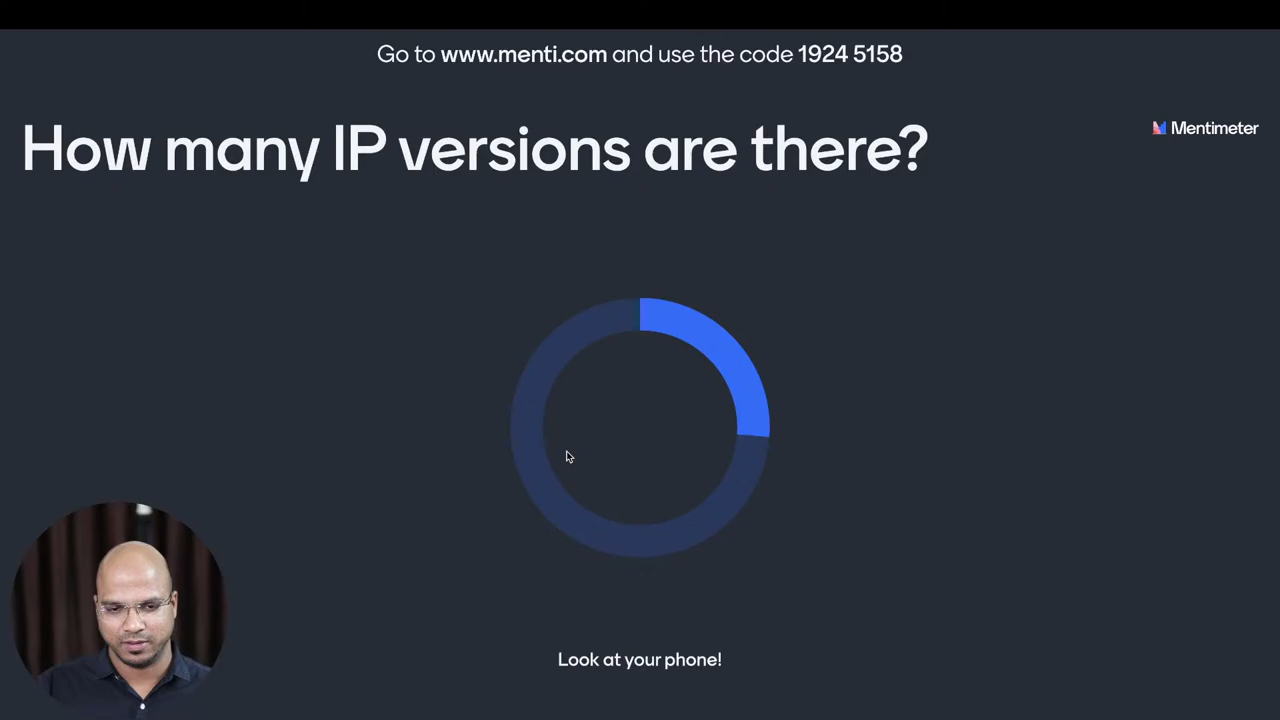 Go to www.menti.com and use the code 1924 5158
Mentimeter
How many IP versions are there?
Look at your phone!